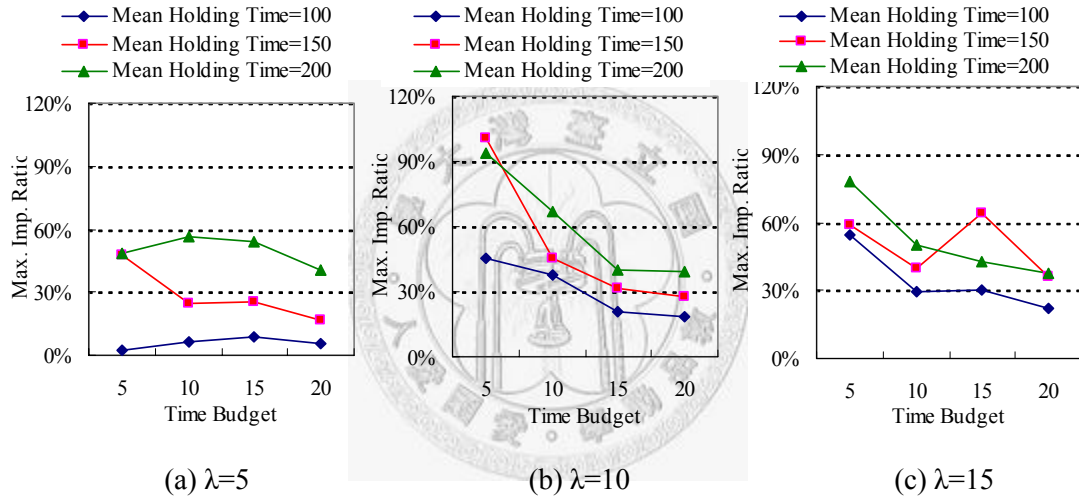 Mean Holding Time=100
Mean Holding Time=150
Mean Holding Time=200
120%
90%
60%
30%
0%
Max. Imp. Ratio
5 10 15 20
Time Budget
(a) λ=5
Mean Holding Time=100
Mean Holding Time=150
Mean Holding Time=200
120%
90%
60%
30%
0%
Max. Imp. Ratio
5 10 15 20
Time Budget
(b) λ=10
Mean Holding Time=100
Mean Holding Time=150
Mean Holding Time=200
120%
90%
60%
30%
0%
Max. Imp. Ratio
5 10 15 20
Time Budget
(c) λ=15